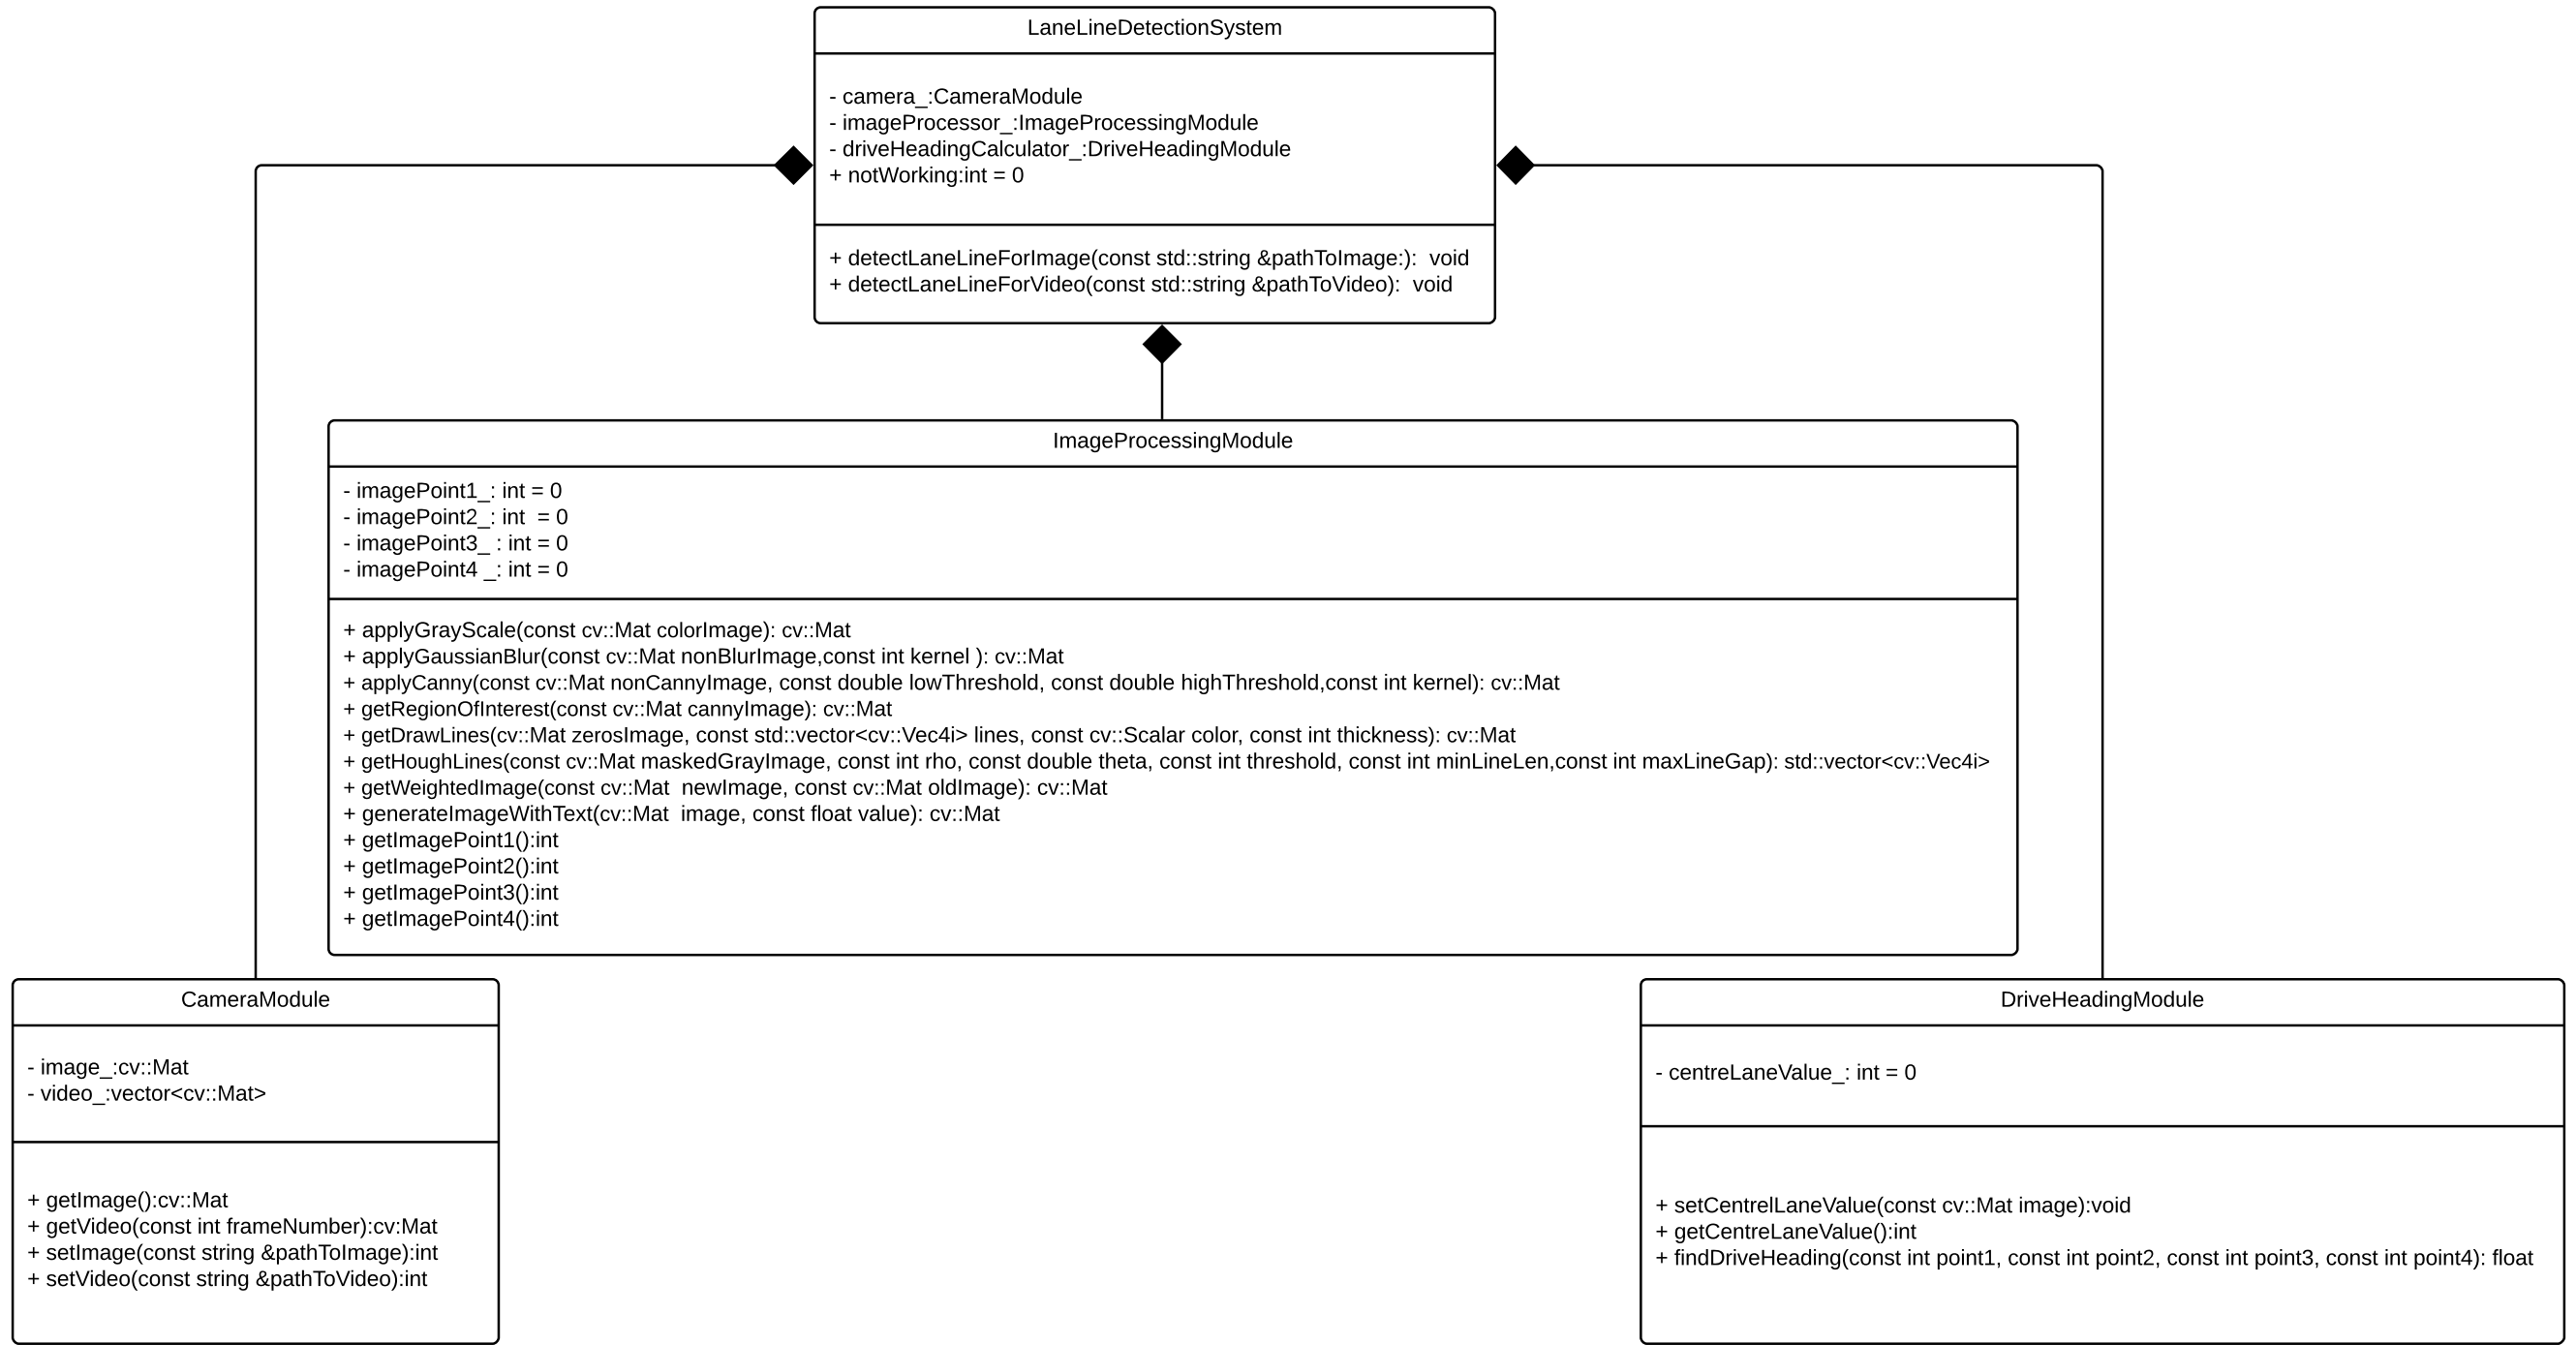 LaneLineDetectionSystem
- camera_:CameraModule
- imageProcessor_:ImageProcessingModule
- driveHeadingCalculator_:DriveHeadingModule
+ notWorking:int = 0
+ detectLaneLineForImage(const std::string &pathToImage:):  void
+ detectLaneLineForVideo(const std::string &pathToVideo):  void
ImageProcessingModule
- imagePoint1_: int = 0
- imagePoint2_: int  = 0
- imagePoint3_ : int = 0
- imagePoint4 _: int = 0
+ applyGrayScale(const cv::Mat colorImage): cv::Mat
+ applyGaussianBlur(const cv::Mat nonBlurImage,const int kernel ): cv::Mat
+ applyCanny(const cv::Mat nonCannyImage, const double lowThreshold, const double highThreshold,const int kernel): cv::Mat
+ getRegionOfInterest(const cv::Mat cannyImage): cv::Mat
+ getDrawLines(cv::Mat zerosImage, const std::vector<cv::Vec4i> lines, const cv::Scalar color, const int thickness): cv::Mat
+ getHoughLines(const cv::Mat maskedGrayImage, const int rho, const double theta, const int threshold, const int minLineLen,const int maxLineGap): std::vector<cv::Vec4i>
+ getWeightedImage(const cv::Mat  newImage, const cv::Mat oldImage): cv::Mat
+ generateImageWithText(cv::Mat  image, const float value): cv::Mat
+ getImagePoint1():int
+ getImagePoint2():int
+ getImagePoint3():int
+ getImagePoint4():int
CameraModule
- image_:cv::Mat
- video_:vector<cv::Mat>
+ getImage():cv::Mat
+ getVideo(const int frameNumber):cv:Mat
+ setImage(const string &pathToImage):int
+ setVideo(const string &pathToVideo):int
DriveHeadingModule
- centreLaneValue_: int = 0
+ setCentrelLaneValue(const cv::Mat image):void
+ getCentreLaneValue():int
+ findDriveHeading(const int point1, const int point2, const int point3, const int point4): float